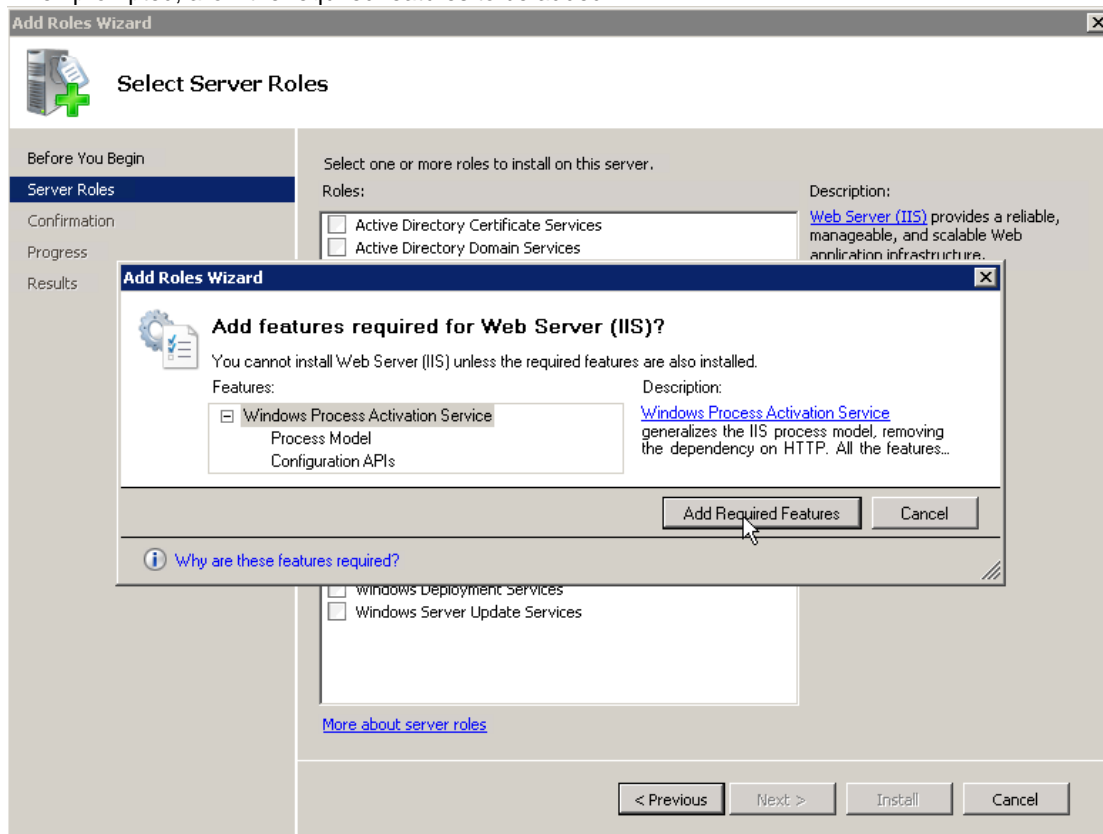 Add Roles Wizard
Select Server Roles
Before You Begin
Server Roles
Confirmation
Progress
Results
Select one or more roles to install on this server.
Roles:
Active Directory Certificate Services
Active Directory Domain Services
Description:
Web Server (IIS) provides a reliable,
manageable, and scalable Web
application infrastructure.
Add Roles Wizard
Add features required for Web Server (IIS)?
You cannot install Web Server (IIS) unless the required features are also installed.
Features:
Windows Process Activation Service
Process Model
Configuration APIs
Description:
Windows Process Activation Service
generalizes the IIS process model, removing
the dependency on HTTP. All the features...
Add Required Features
Cancel
Why are these features required?
Windows Deployment Services
Windows Server Update Services
More about server roles
< Previous
Next >
Install
Cancel